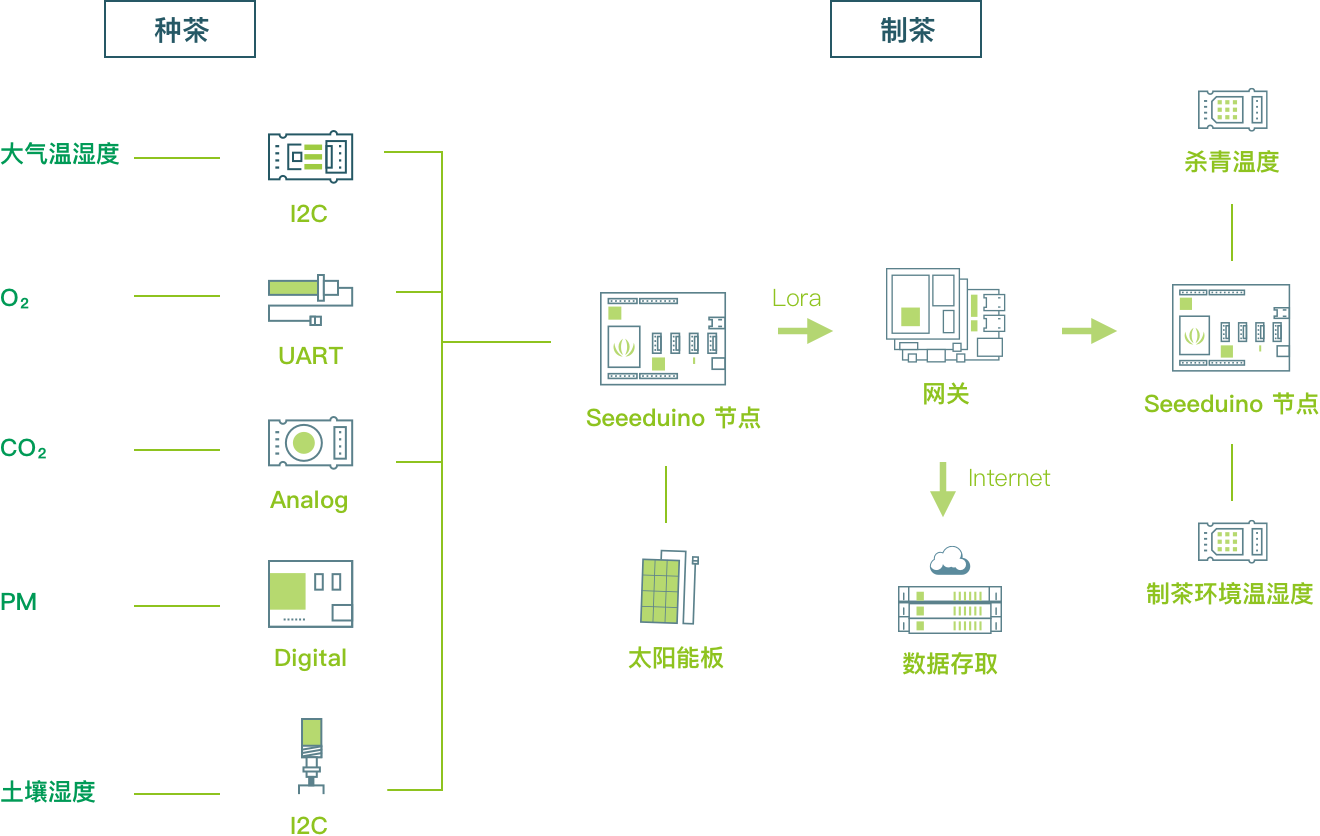 种茶
制茶
大气温湿度
I2C
O₂
UART
CO₂
Analog
PM
Digital
土壤湿度
I2C
Seeeduino 节点
太阳能板
Lora
网关
Internet
数据存取
杀青温度
Seeeduino 节点
制茶环境温湿度